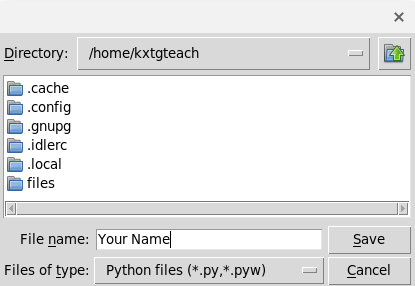 Directory: /home/kxtgteach
.cache
.config
.gnupg
.idlerc
.local
files
File name: Your Name Save
Files of type: Python files (*.py,*.pyw) Cancel